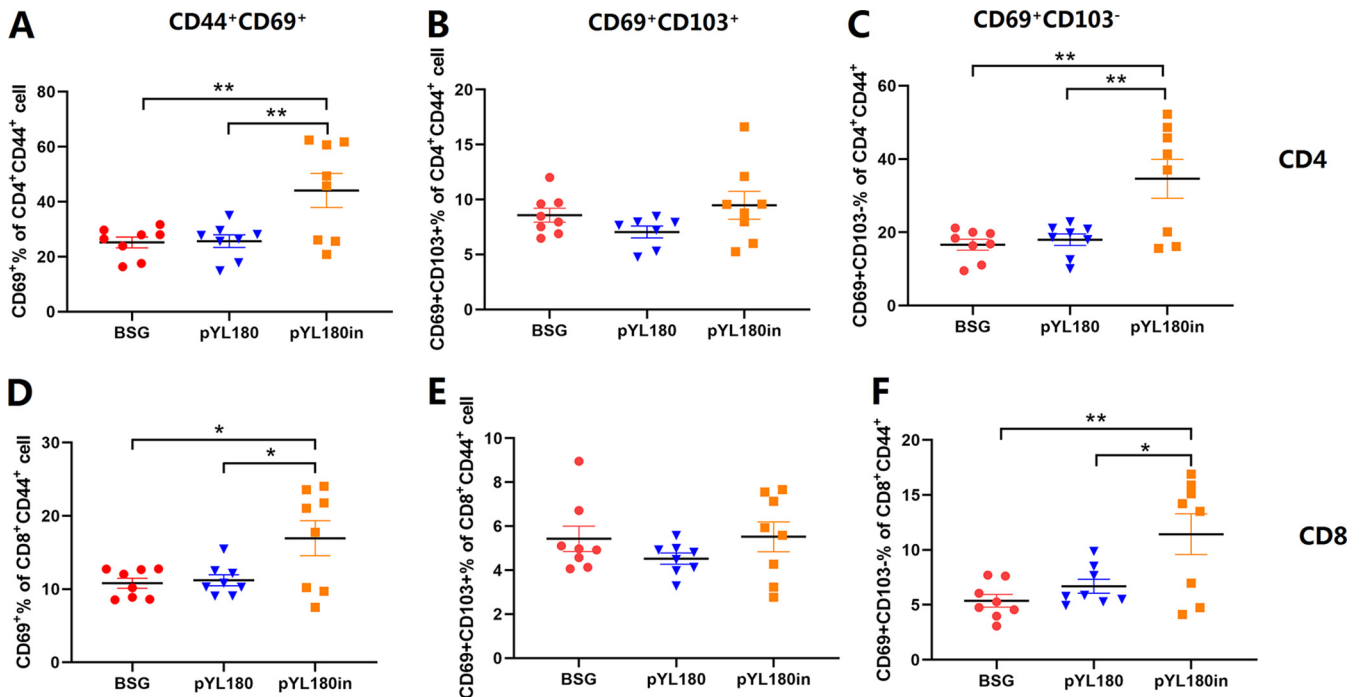 A
CD44⁺CD69⁺
B
CD69⁺CD103⁺
C
CD69⁺CD103⁻
CD69⁺% of CD4⁺CD44⁺ cell
80
60
40
20
0
**
**
BSG
pYL180
pYL180in
CD69+CD103+% of CD4⁺CD44⁺ cell
20
15
10
5
0
BSG
pYL180
pYL180in
CD69+CD103-% of CD4⁺CD44⁺
60
40
20
0
**
**
BSG
pYL180
pYL180in
CD4
D
CD69⁺% of CD8⁺CD44⁺ cell
30
20
10
0
*
*
BSG
pYL180
pYL180in
E
CD69+CD103+% of CD8⁺CD44⁺ cell
10
8
6
4
2
0
BSG
pYL180
pYL180in
F
CD69+CD103-% of CD8⁺CD44⁺
20
15
10
5
0
**
*
BSG
pYL180
pYL180in
CD8